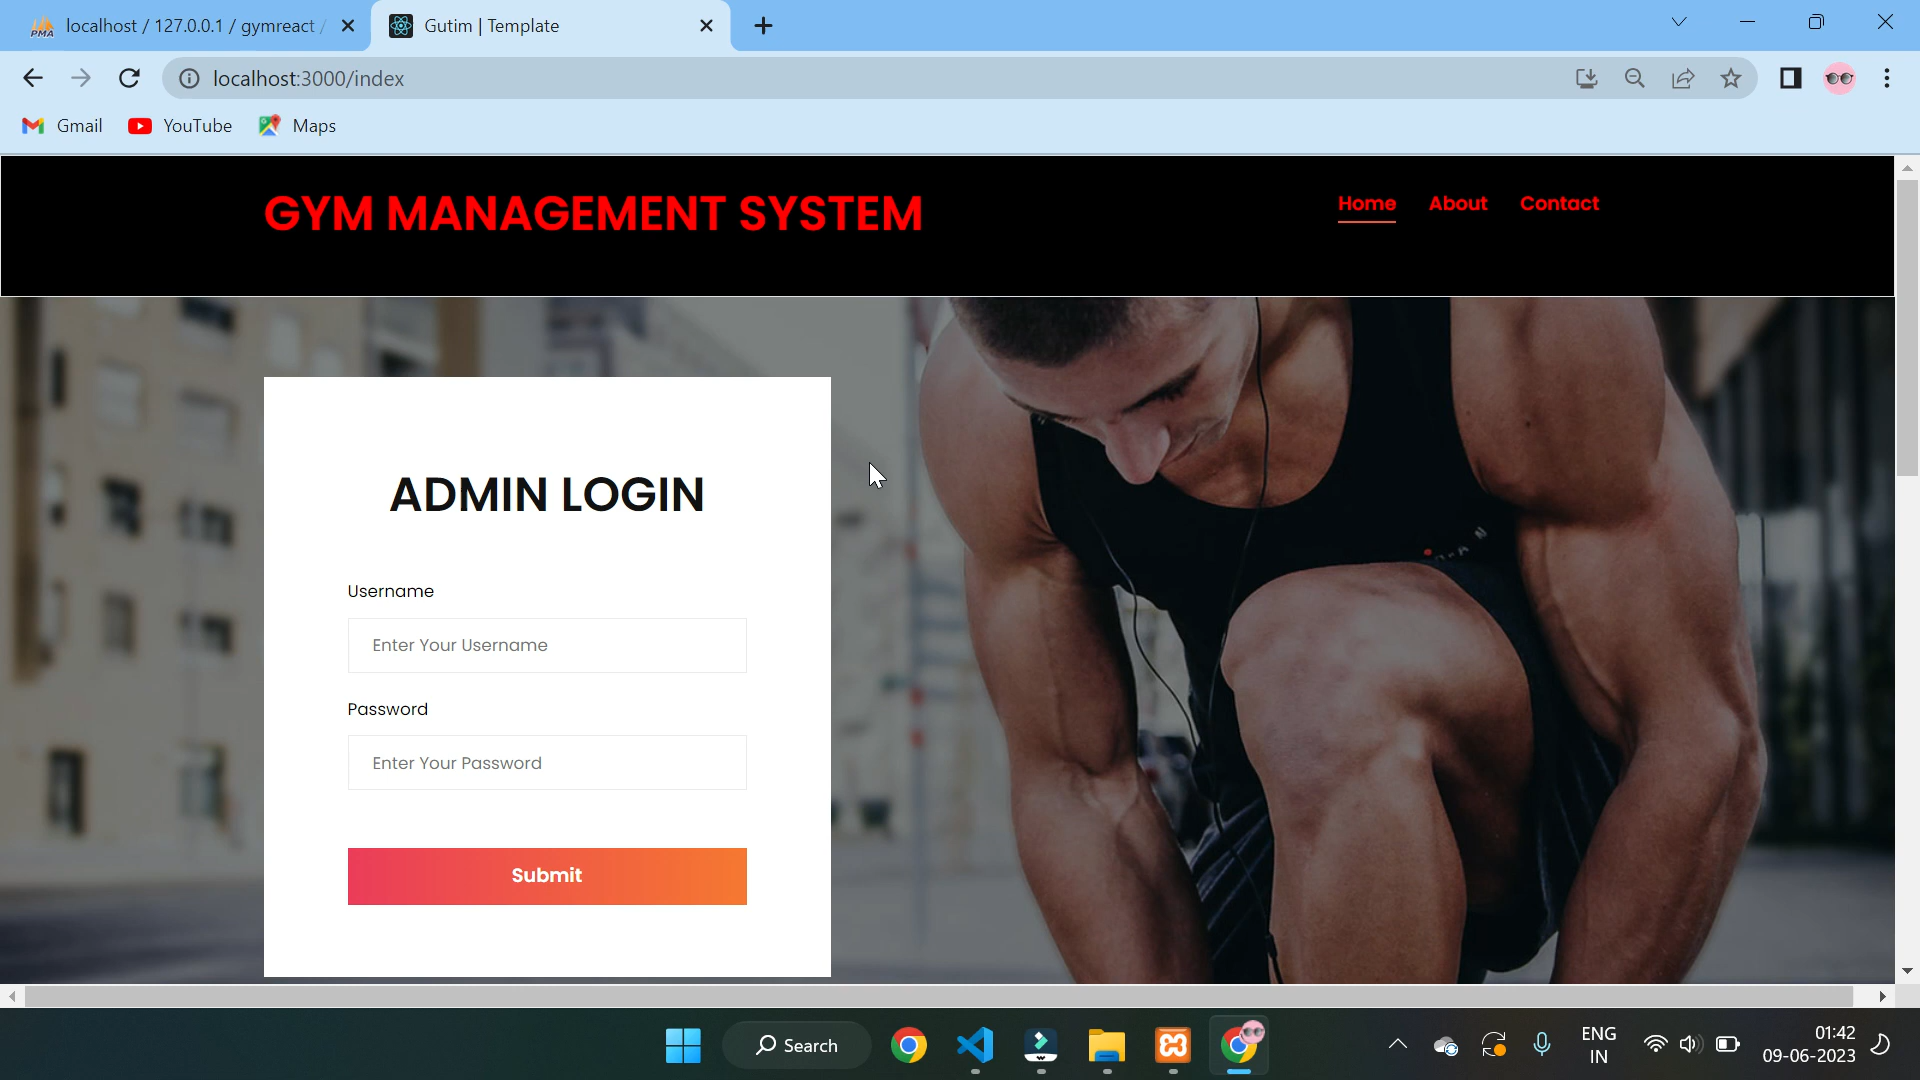 localhost / 127.0.0.1 / gymreact /
Gutim | Template
localhost:3000/index
Gmail
YouTube
Maps
GYM MANAGEMENT SYSTEM
Home
About
Contact
ADMIN LOGIN
Username
Enter Your Username
Password
Enter Your Password
Submit
Search
ENG
IN
01:42
09-06-2023
PMA